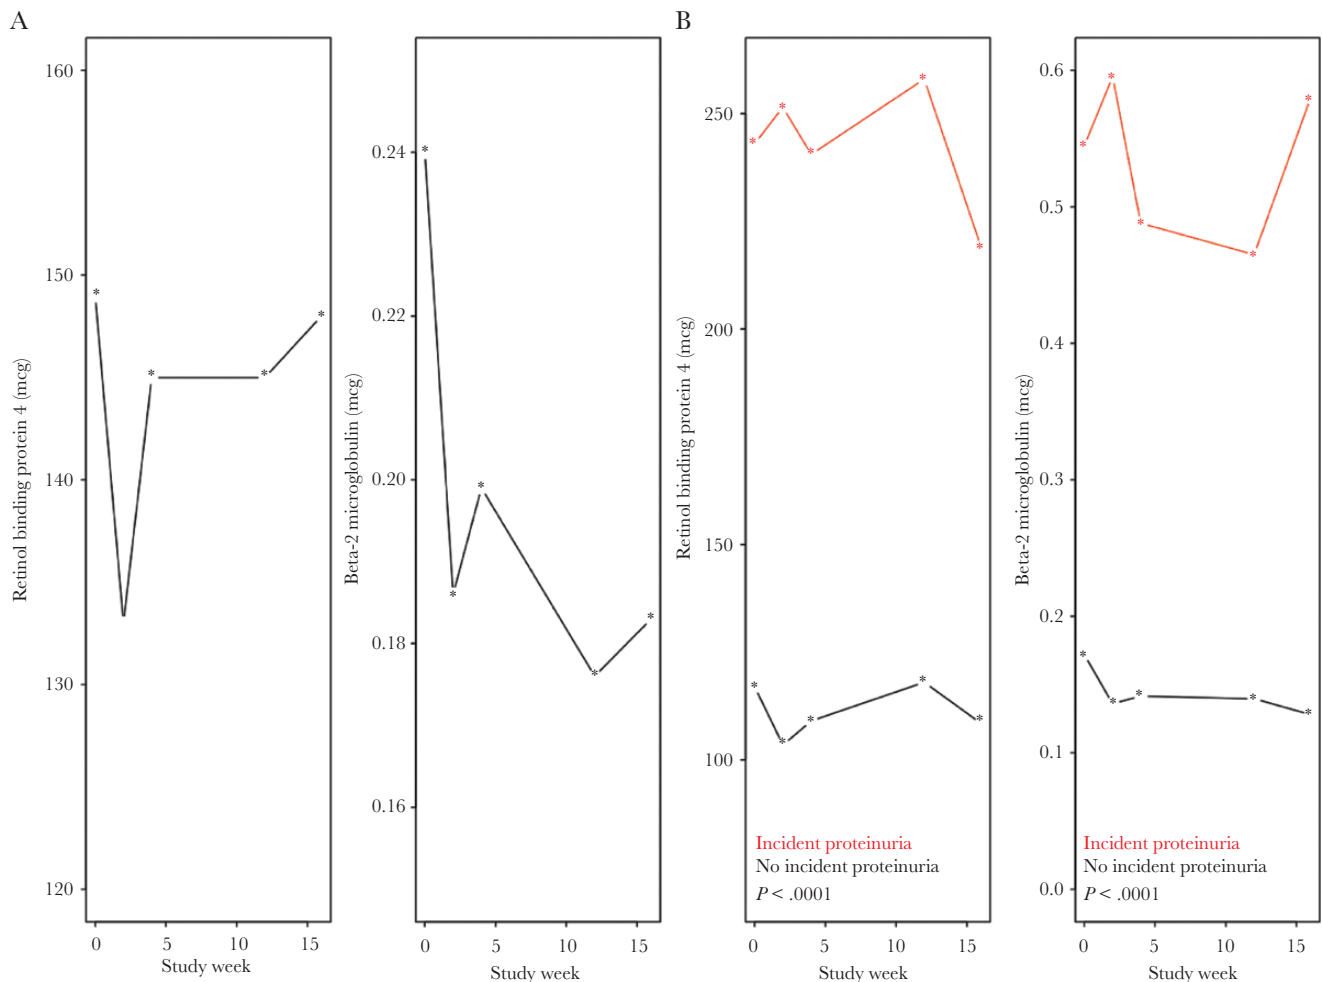 A
B
160
150
140
130
120
Retinol binding protein 4 (mcg)
0
5
10
15
Study week
0.24
0.22
0.20
0.18
0.16
Beta-2 microglobulin (mcg)
0
5
10
15
Study week
250
200
150
100
Retinol binding protein 4 (mcg)
Incident proteinuria
No incident proteinuria
P < .0001
0
5
10
15
Study week
0.6
0.5
0.4
0.3
0.2
0.1
0.0
Beta-2 microglobulin (mcg)
Incident proteinuria
No incident proteinuria
P < .0001
0
5
10
15
Study week